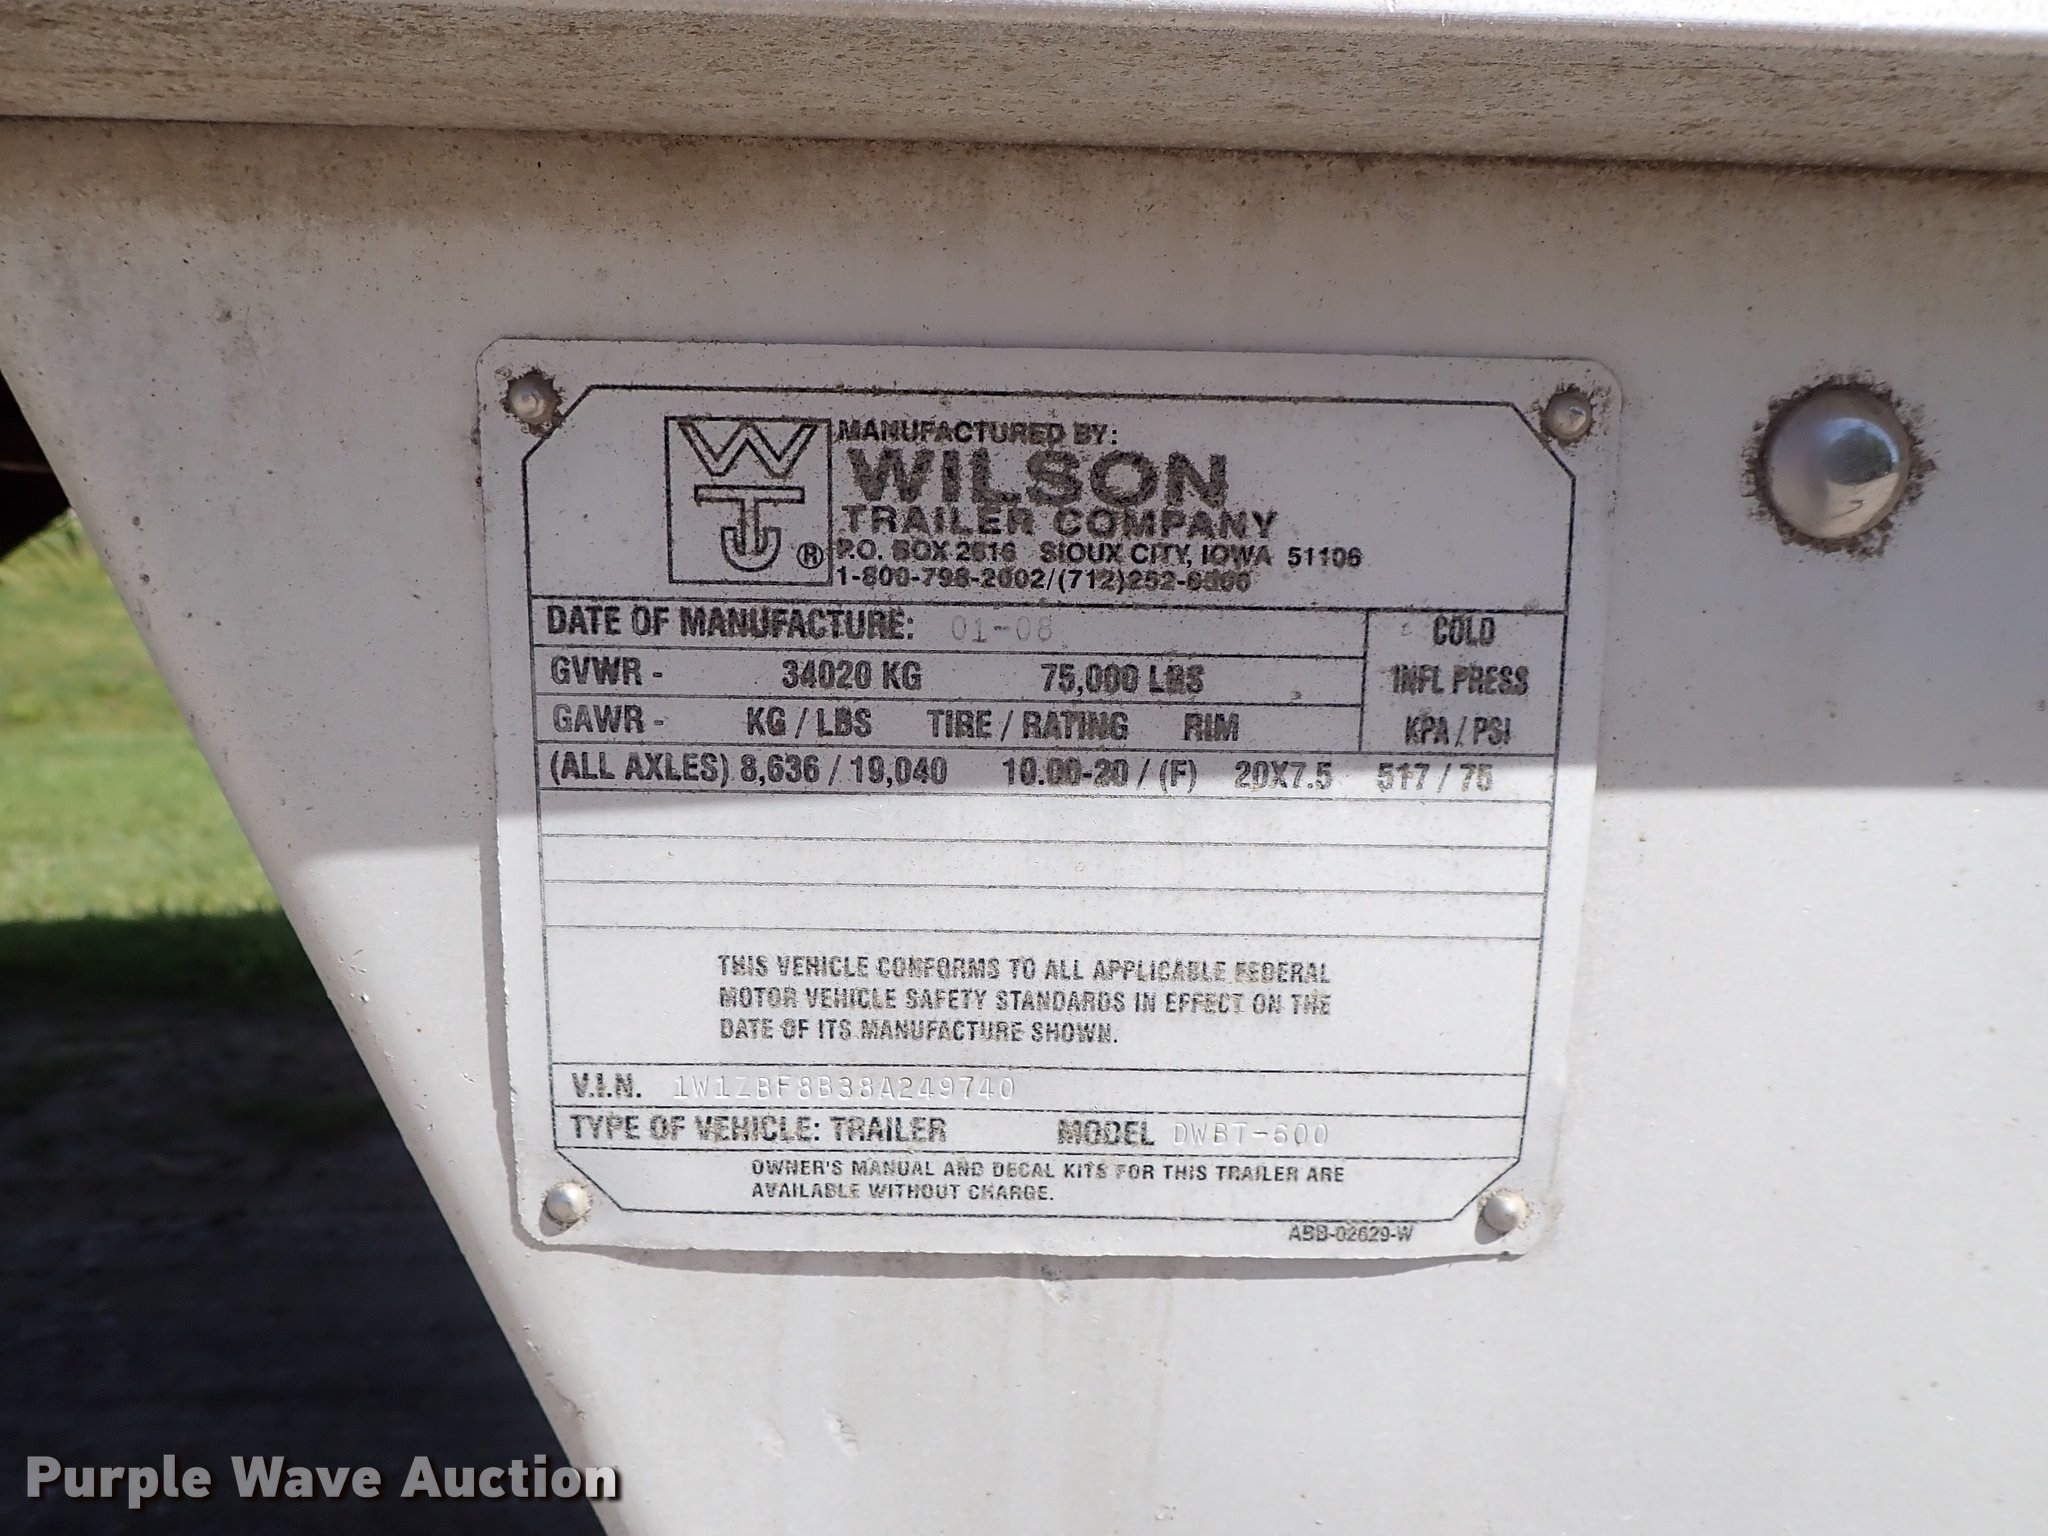 WTJ®
MANUFACTURED BY:
WILSON
TRAILER COMPANY
P.O. BOX SIOUX CITY, IOWA 51106
DATE OF MANUFACTURE: 01-08
COLD
INFL PRESS
KPA / PSI
GVWR - 34020 KG 75,000 LBS
GAWR - KG / LBS TIRE / RATING RIM
(ALL AXLES) 8,636 / 19,040 10.00-20 / (F) 20X7.5 517 / 75
THIS VEHICLE CONFORMS TO ALL APPLICABLE FEDERAL
MOTOR VEHICLE SAFETY STANDARDS IN EFFECT ON THE
DATE OF ITS MANUFACTURE SHOWN.
V.I.N. 1W1ZBF8B38A249740
TYPE OF VEHICLE: TRAILER MODEL DWBT-600
OWNER'S MANUAL AND DECAL KITS FOR THIS TRAILER ARE
AVAILABLE WITHOUT CHARGE.
ABB-02629-W
Purple Wave Auction